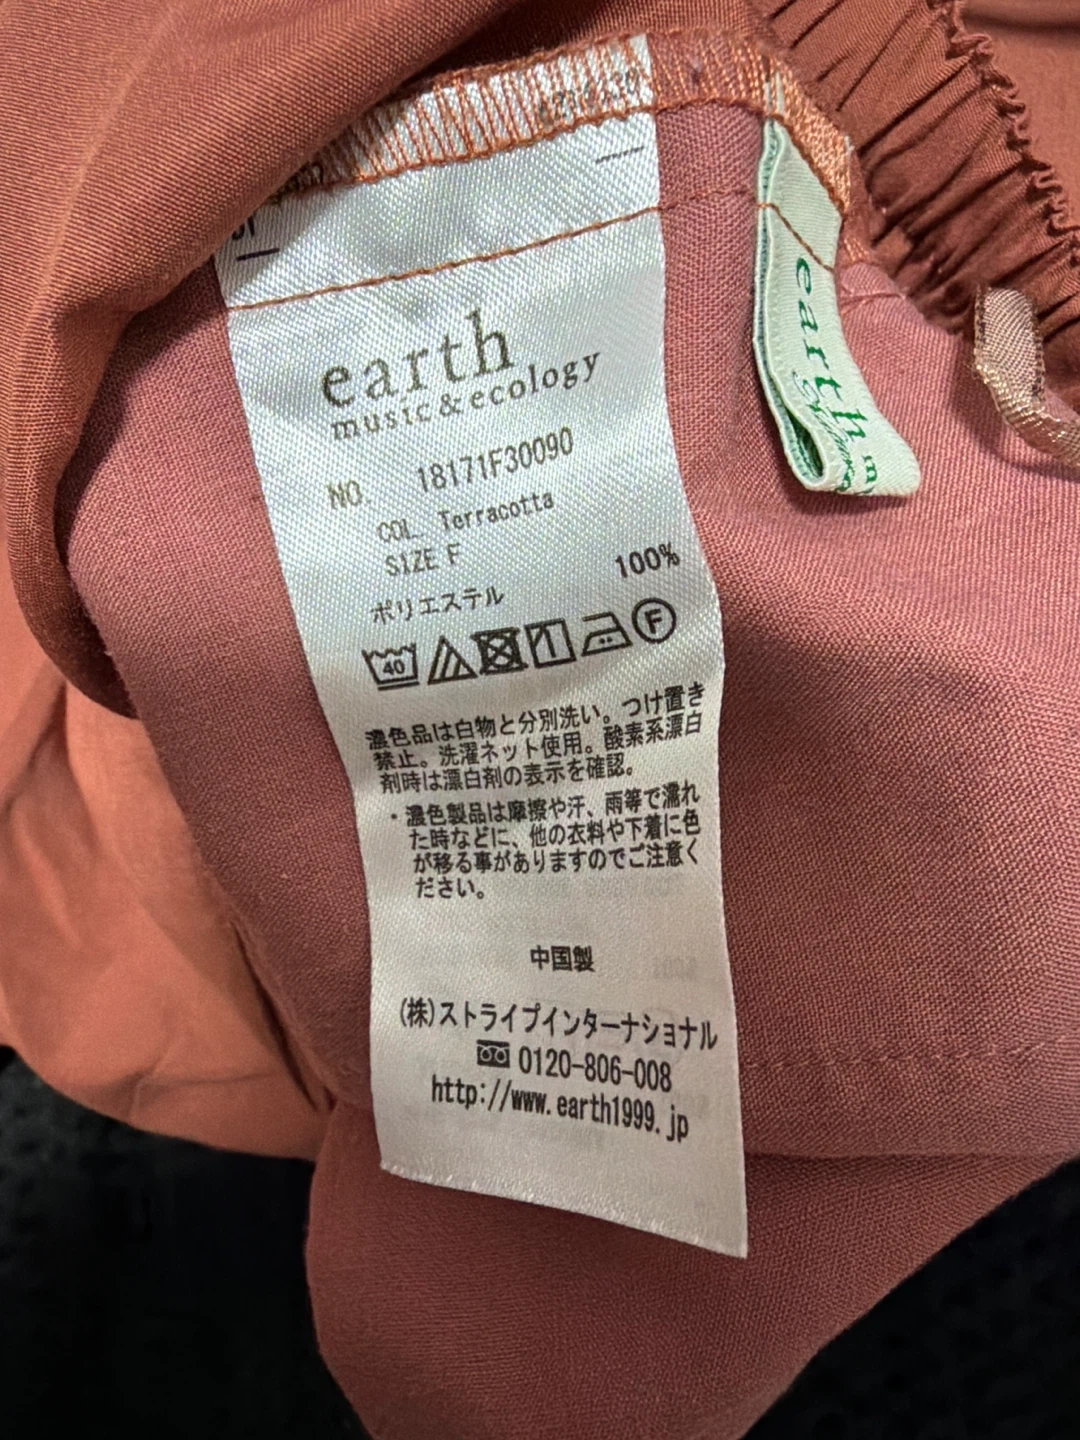 earth
music&ecology
NO. 18171F30090
COL. Terracotta
SIZE F
ポリエステル 100%
40
F
濃色品は白物と分別洗い。つけ置き
禁止。洗濯ネット使用。酸素系漂白
剤時は漂白剤の表示を確認。
・濃色製品は摩擦や汗、雨等で濡れ
た時などに、他の衣料や下着に色
が移る事がありますのでご注意く
ださい。
中国製
(株)ストライプインターナショナル
0120-806-008
http://www.earth1999.jp
earth m